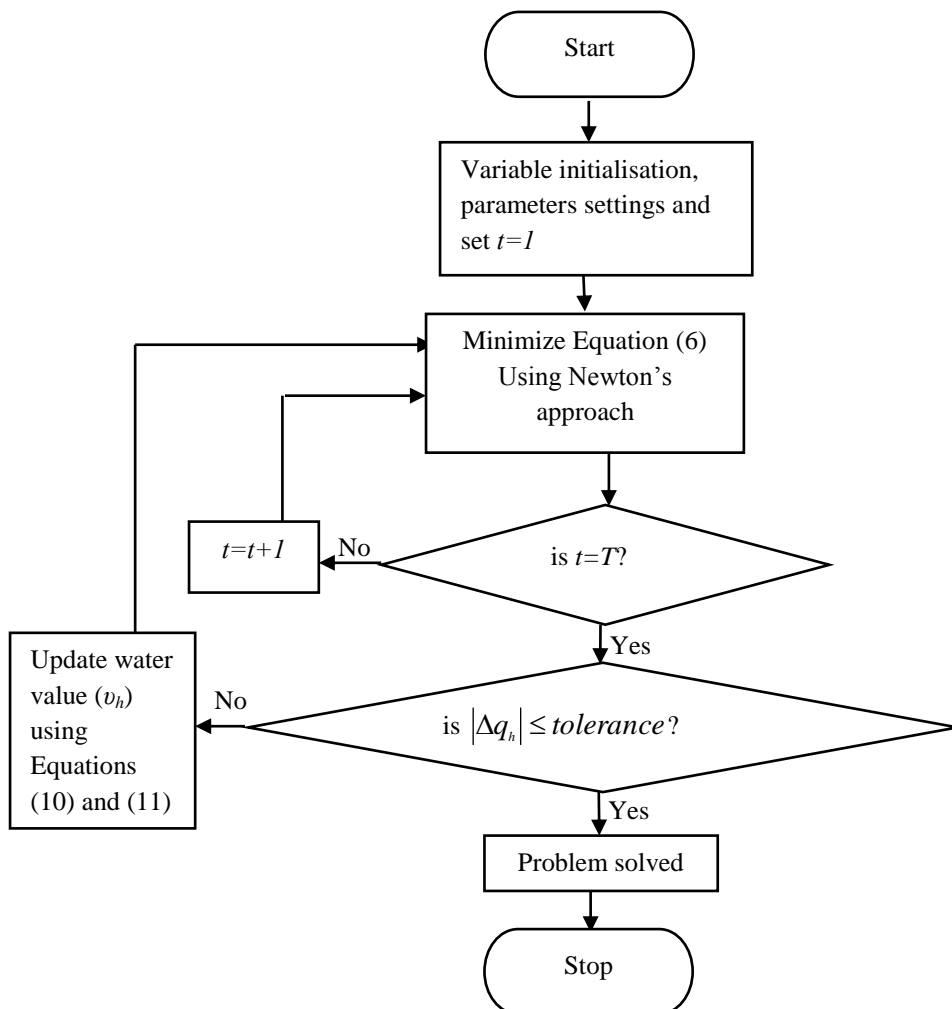 Start
Variable initialisation,
parameters settings and
set t=1
Minimize Equation (6)
Using Newton's
approach
t=t+1
No
is t=T?
Yes
Update water
value (υₕ)
using
Equations
(10) and (11)
No
is |Δqₕ| ≤ tolerance?
Yes
Problem solved
Stop